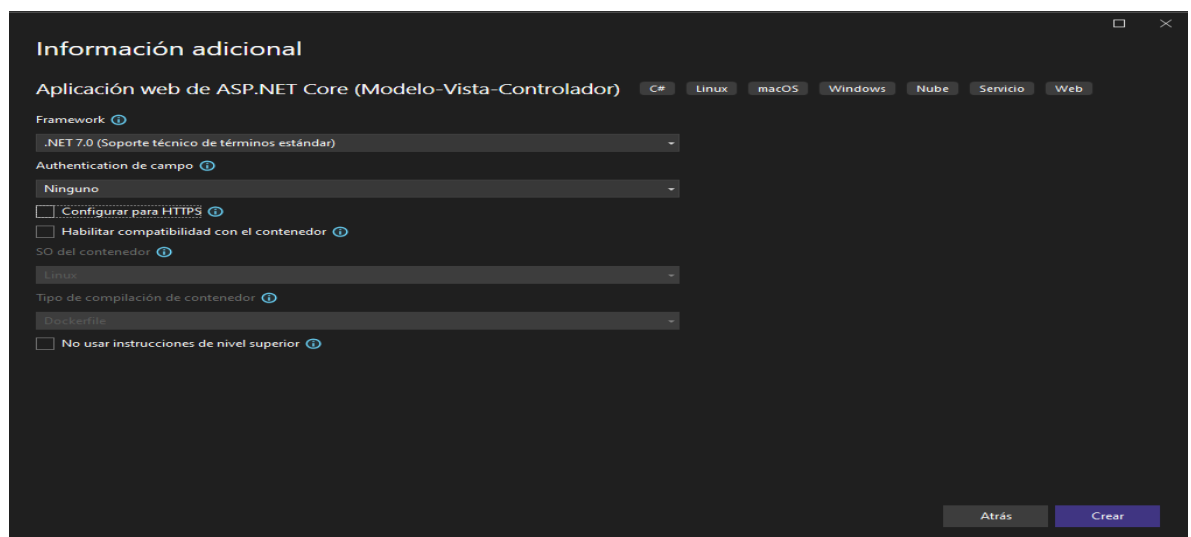 Información adicional
Aplicación web de ASP.NET Core (Modelo-Vista-Controlador) C# Linux macOS Windows Nube Servicio Web
Framework
.NET 7.0 (Soporte técnico de términos estándar)
Authentication de campo
Ninguno
Configurar para HTTPS
Habilitar compatibilidad con el contenedor
SO del contenedor
Linux
Tipo de compilación de contenedor
Dockerfile
No usar instrucciones de nivel superior
Atrás Crear